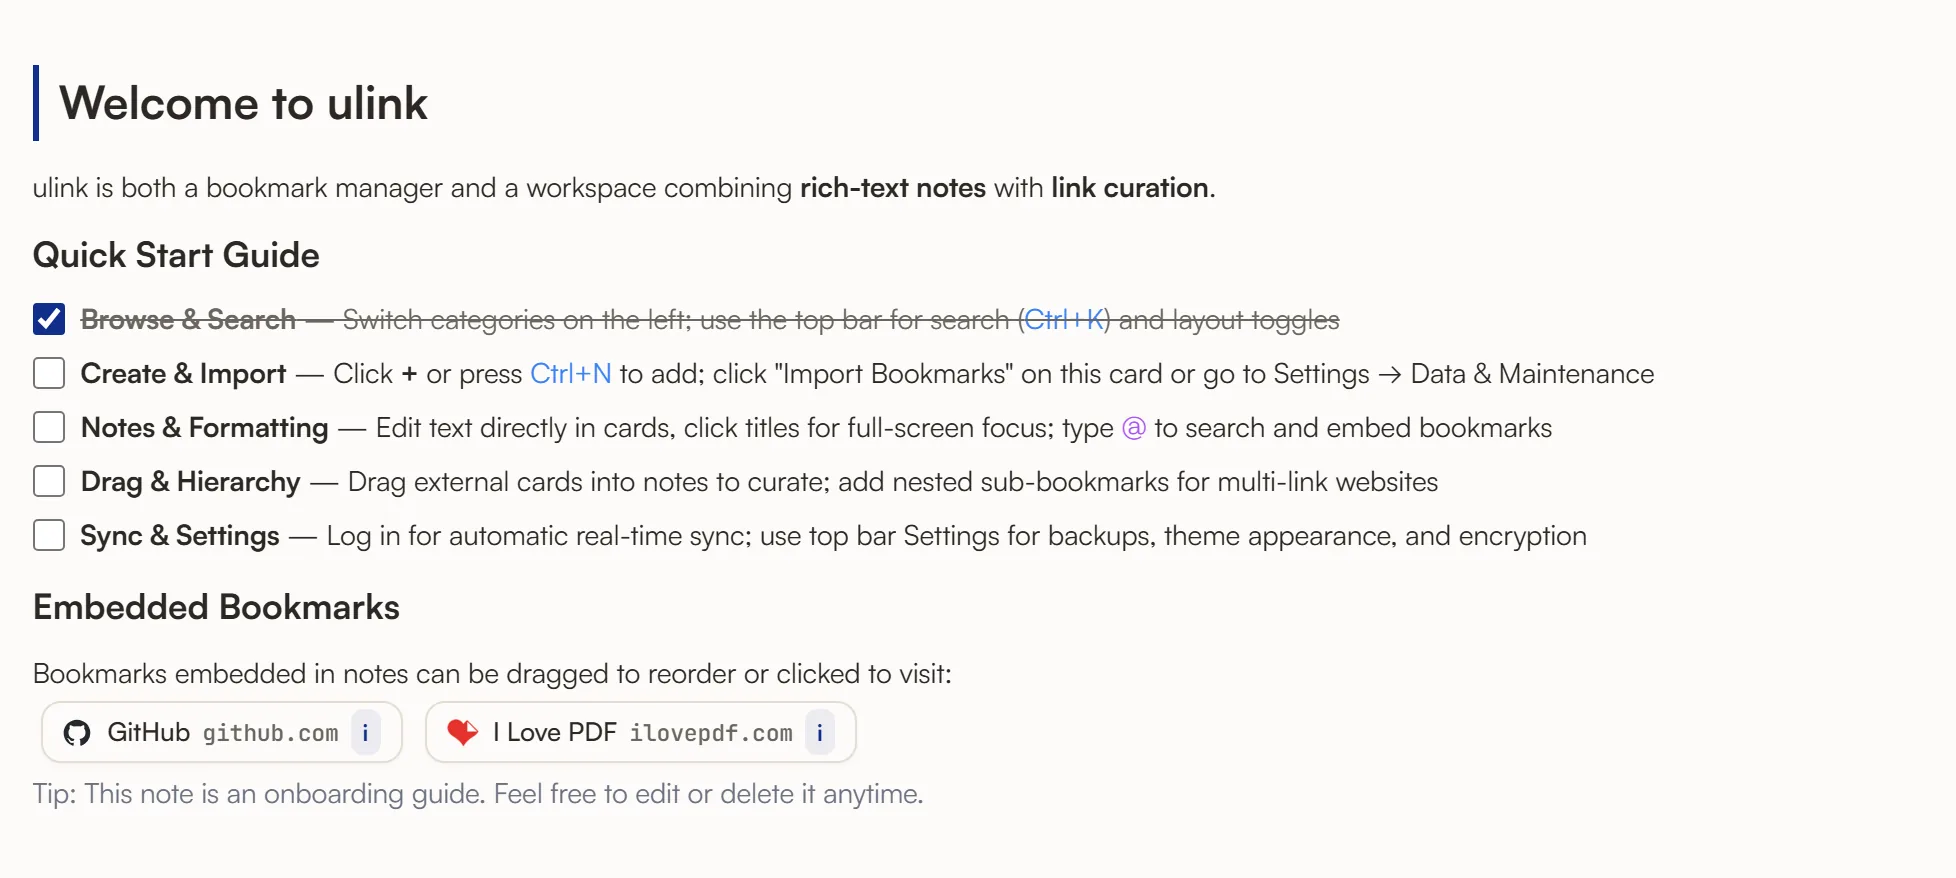 Welcome to ulink
ulink is both a bookmark manager and a workspace combining rich-text notes with link curation.
Quick Start Guide
Browse & Search — Switch categories on the left; use the top bar for search (Ctrl+K) and layout toggles
Create & Import — Click + or press Ctrl+N to add; click "Import Bookmarks" on this card or go to Settings → Data & Maintenance
Notes & Formatting — Edit text directly in cards, click titles for full-screen focus; type @ to search and embed bookmarks
Drag & Hierarchy — Drag external cards into notes to curate; add nested sub-bookmarks for multi-link websites
Sync & Settings — Log in for automatic real-time sync; use top bar Settings for backups, theme appearance, and encryption
Embedded Bookmarks
Bookmarks embedded in notes can be dragged to reorder or clicked to visit:
GitHub github.com i I Love PDF ilovepdf.com i
Tip: This note is an onboarding guide. Feel free to edit or delete it anytime.